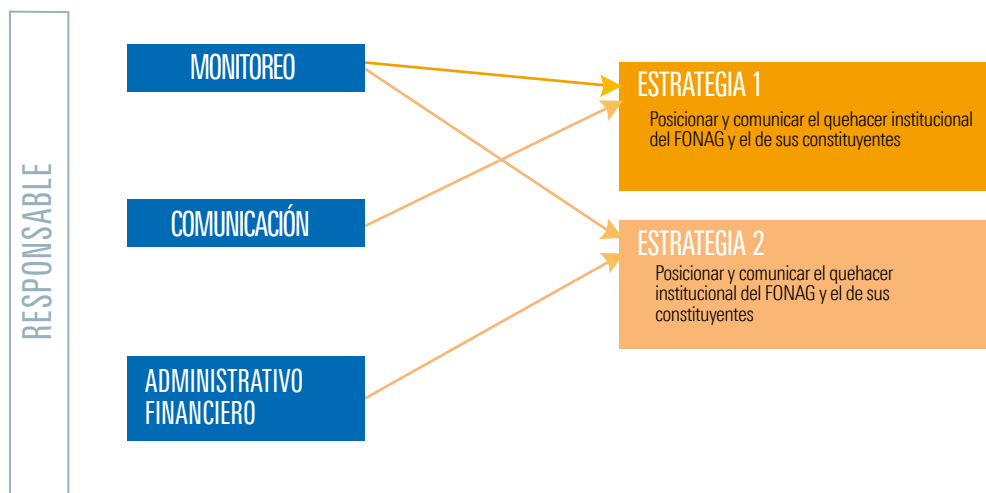 RESPONSABLE
MONITOREO
COMUNICACIÓN
ADMINISTRATIVO
FINANCIERO
ESTRATEGIA 1
Posicionar y comunicar el quehacer institucional
del FONAG y el de sus constituyentes
ESTRATEGIA 2
Posicionar y comunicar el quehacer
institucional del FONAG y el de sus
constituyentes